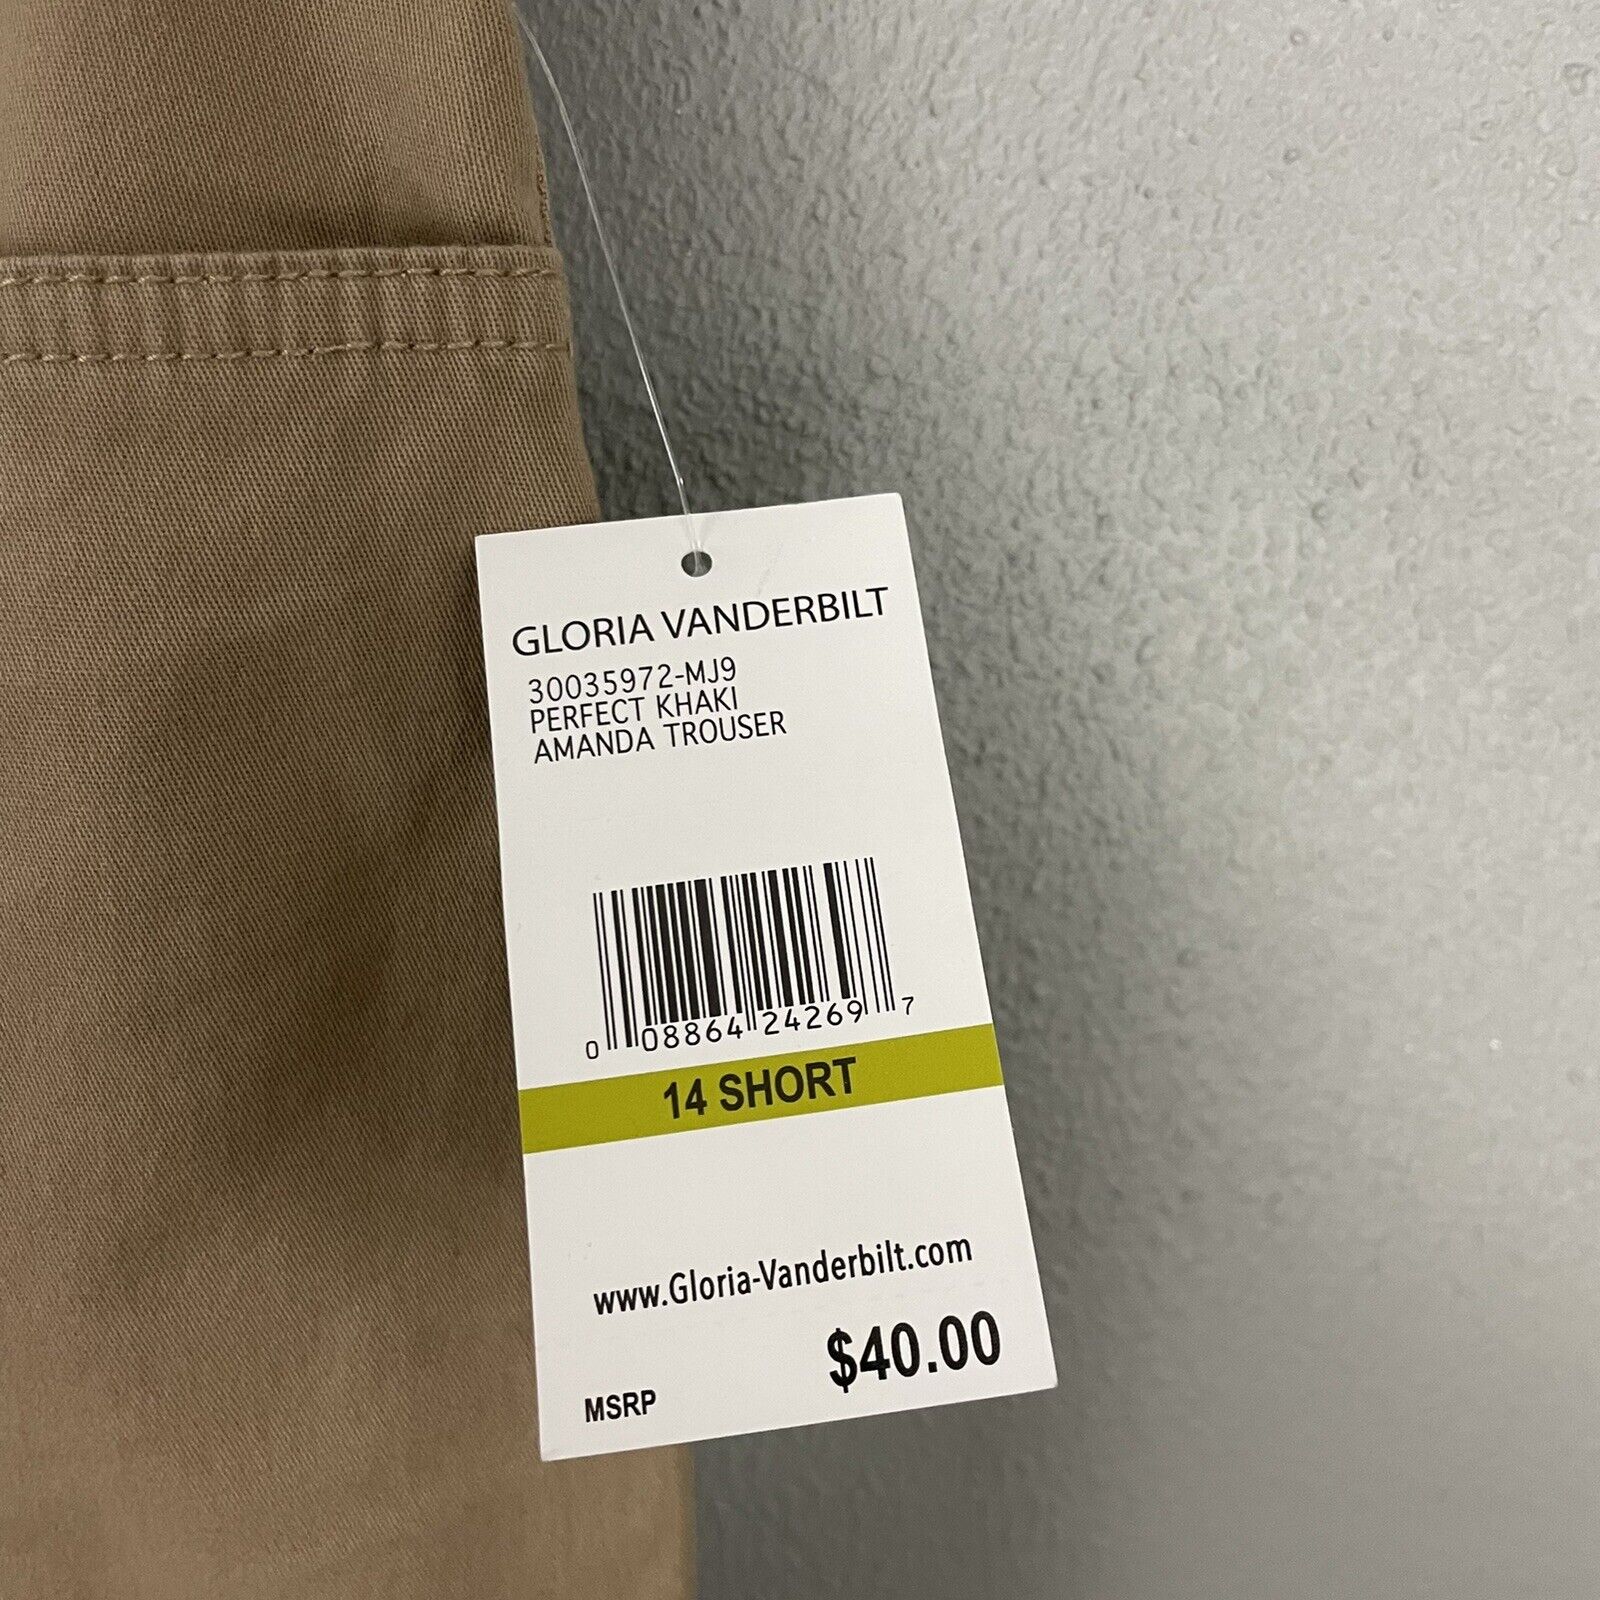 GLORIA VANDERBILT
30035972-MJ9
PERFECT KHAKI
AMANDA TROUSER
0 08864 24269 7
14 SHORT
www.Gloria-Vanderbilt.com
$40.00
MSRP